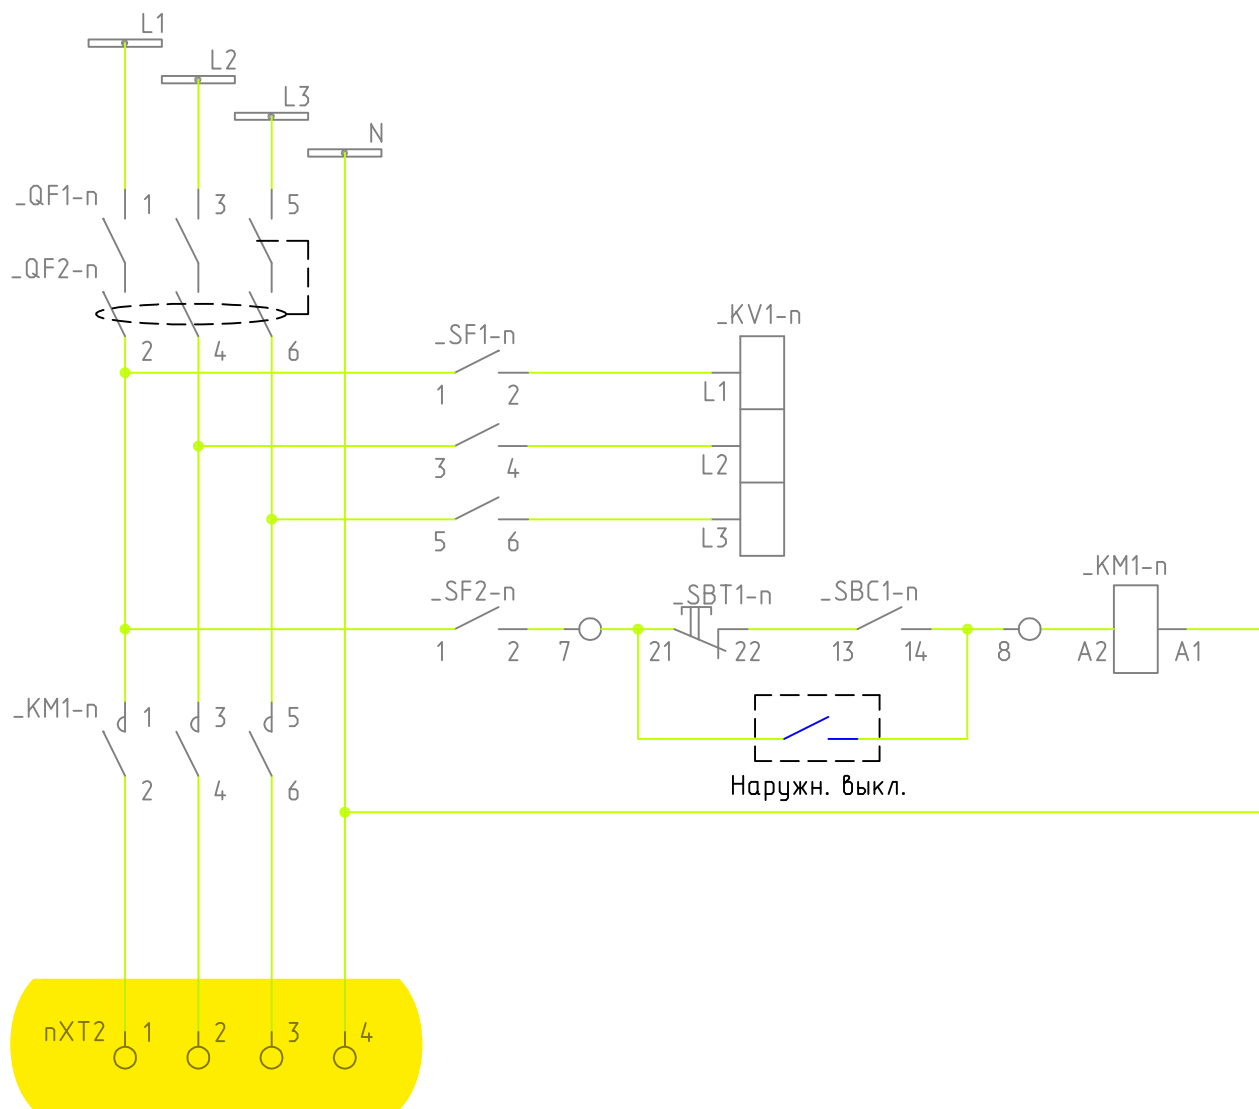 L1
L2
L3
N
_QF1-n 1 3 5
_QF2-n
2 4 6
_SF1-n
_KV1-n
1 2 L1
3 4 L2
5 6 L3
_SF2-n _SBT1-n _SBC1-n _KM1-n
1 2 7 21 22 13 14 8 A2 A1
_KM1-n 1 3 5
2 4 6
Наружн. выкл.
nXT2 1 2 3 4